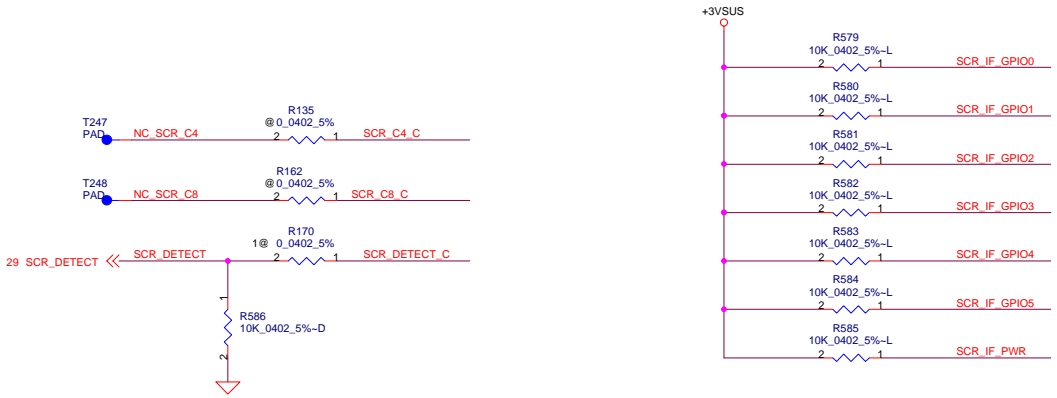 R135
@ 0_0402_5%
T247
PAD
NC_SCR_C4
2
1
SCR_C4_C
R162
@ 0_0402_5%
T248
PAD
NC_SCR_C8
2
1
SCR_C8_C
R170
1@ 0_0402_5%
29 SCR_DETECT
SCR_DETECT
2
1
SCR_DETECT_C
1
R586
10K_0402_5%~D
2
+3VSUS
R579
10K_0402_5%~L
2
1
SCR_IF_GPIO0
R580
10K_0402_5%~L
2
1
SCR_IF_GPIO1
R581
10K_0402_5%~L
2
1
SCR_IF_GPIO2
R582
10K_0402_5%~L
2
1
SCR_IF_GPIO3
R583
10K_0402_5%~L
2
1
SCR_IF_GPIO4
R584
10K_0402_5%~L
2
1
SCR_IF_GPIO5
R585
10K_0402_5%~L
2
1
SCR_IF_PWR